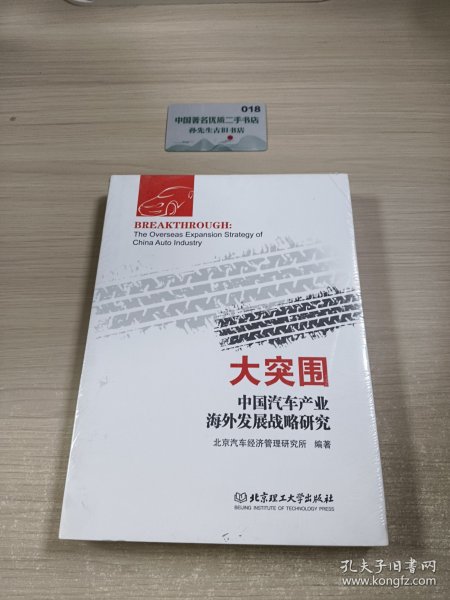 018
中国著名优质二手书店
孙先生古旧书店
BREAKTHROUGH:
The Overseas Expansion Strategy of
China Auto Industry
大突围
中国汽车产业
海外发展战略研究
北京汽车经济管理研究所 编著
北京理工大学出版社
BEIJING INSTITUTE OF TECHNOLOGY PRESS
孔夫子旧书网
www.kongfz.com